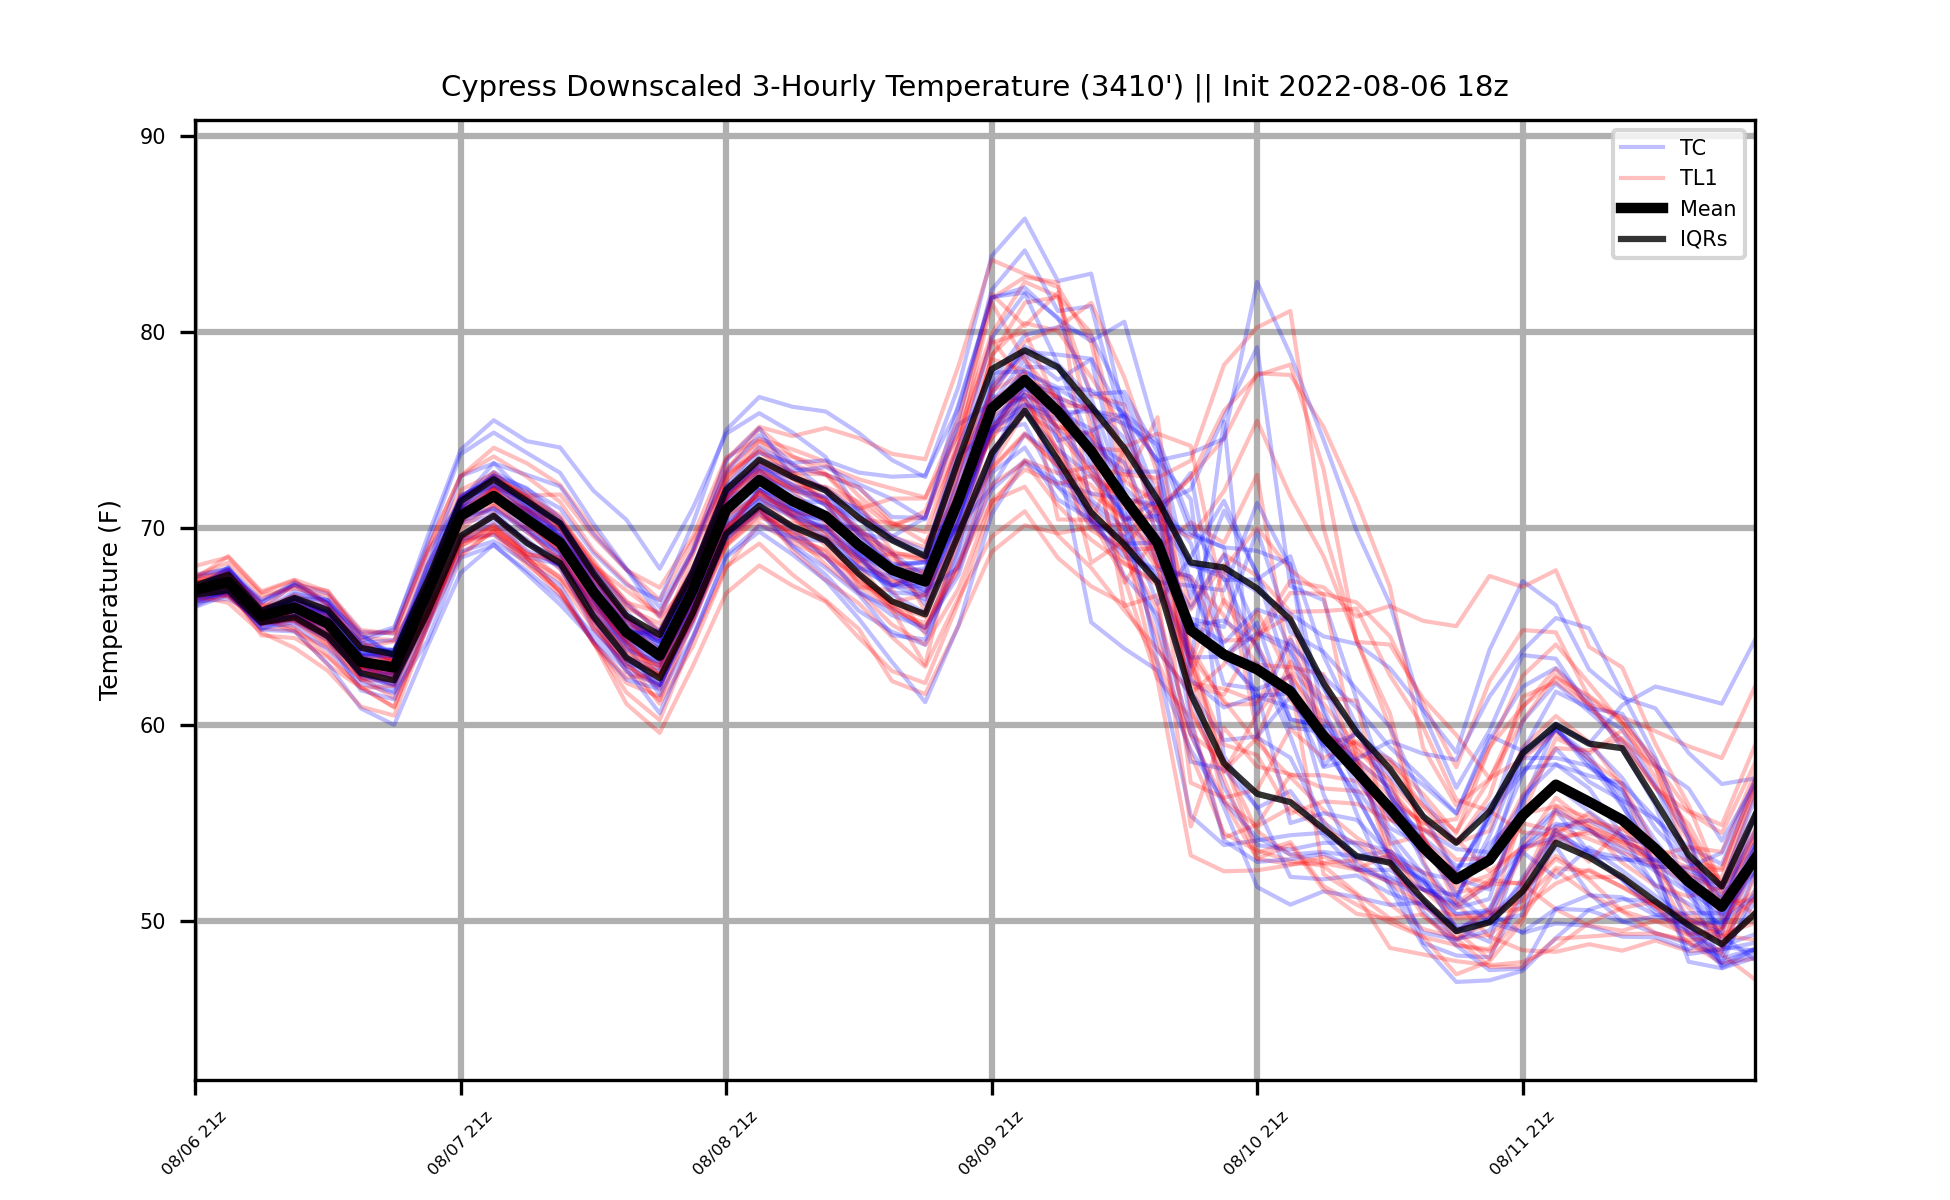 Cypress Downscaled 3-Hourly Temperature (3410') || Init 2022-08-06 18z
Temperature (F)
90
80
70
60
50
TC
TL1
Mean
IQRs
08/06 21z
08/07 21z
08/08 21z
08/09 21z
08/10 21z
08/11 21z